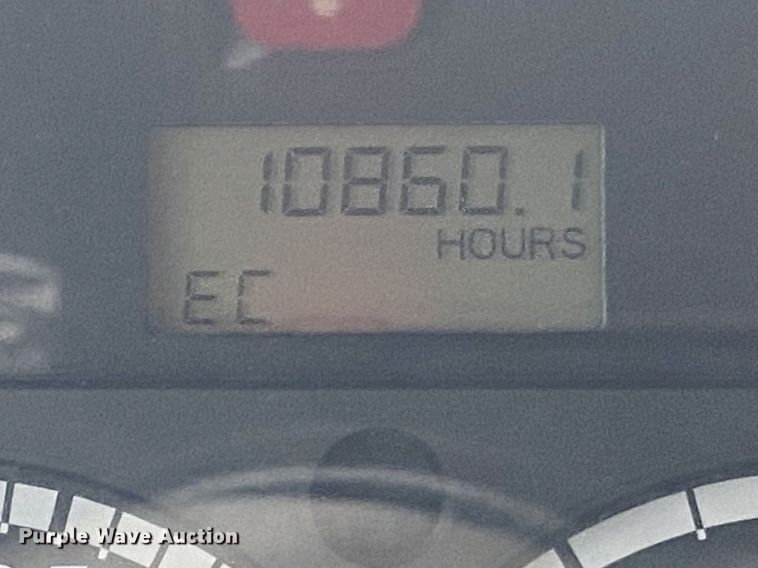 10860.1
HOURS
EC
Purple Wave Auction